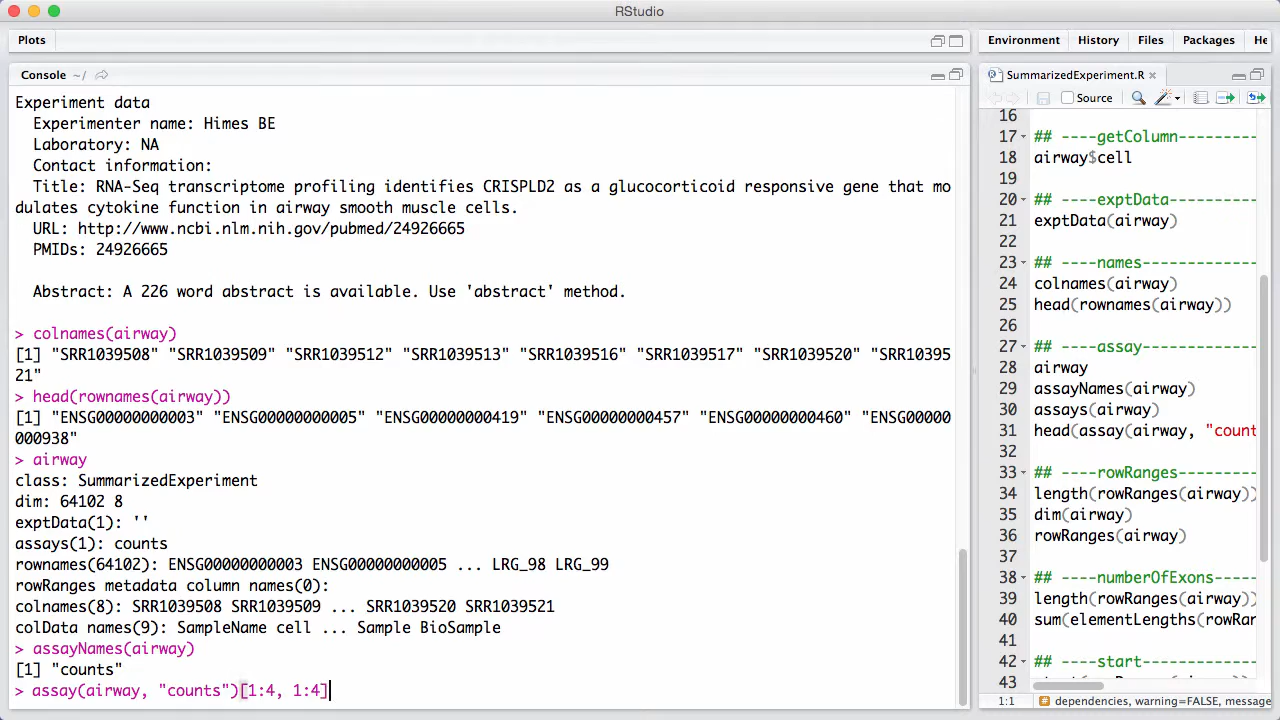 RStudio
Plots
Console ~/
Experiment data
Experimenter name: Himes BE
Laboratory: NA
Contact information:
Title: RNA-Seq transcriptome profiling identifies CRISPLD2 as a glucocorticoid responsive gene that mo
dulates cytokine function in airway smooth muscle cells.
URL: http://www.ncbi.nlm.nih.gov/pubmed/24926665
PMIDs: 24926665
Abstract: A 226 word abstract is available. Use 'abstract' method.
> colnames(airway)
[1] "SRR1039508" "SRR1039509" "SRR1039512" "SRR1039513" "SRR1039516" "SRR1039517" "SRR1039520" "SRR10395
21"
> head(rownames(airway))
[1] "ENSG00000000003" "ENSG00000000005" "ENSG00000000419" "ENSG00000000457" "ENSG00000000460" "ENSG00000
000938"
> airway
class: SummarizedExperiment
dim: 64102 8
exptData(1): ''
assays(1): counts
rownames(64102): ENSG00000000003 ENSG00000000005 ... LRG_98 LRG_99
rowRanges metadata column names(0):
colnames(8): SRR1039508 SRR1039509 ... SRR1039520 SRR1039521
colData names(9): SampleName cell ... Sample BioSample
> assayNames(airway)
[1] "counts"
> assay(airway, "counts")[1:4, 1:4]
Environment History Files Packages He
SummarizedExperiment.R
Source
16
17 ## ----getColumn---------
18 airway$cell
19
20 ## ----exptData----------
21 exptData(airway)
22
23 ## ----names-------------
24 colnames(airway)
25 head(rownames(airway))
26
27 ## ----assay-------------
28 airway
29 assayNames(airway)
30 assays(airway)
31 head(assay(airway, "count
32
33 ## ----rowRanges---------
34 length(rowRanges(airway))
35 dim(airway)
36 rowRanges(airway)
37
38 ## ----numberOfExons-----
39 length(rowRanges(airway))
40 sum(elementLengths(rowRan
41
42 ## ----start-------------
43
1:1 # dependencies, warning=FALSE, message